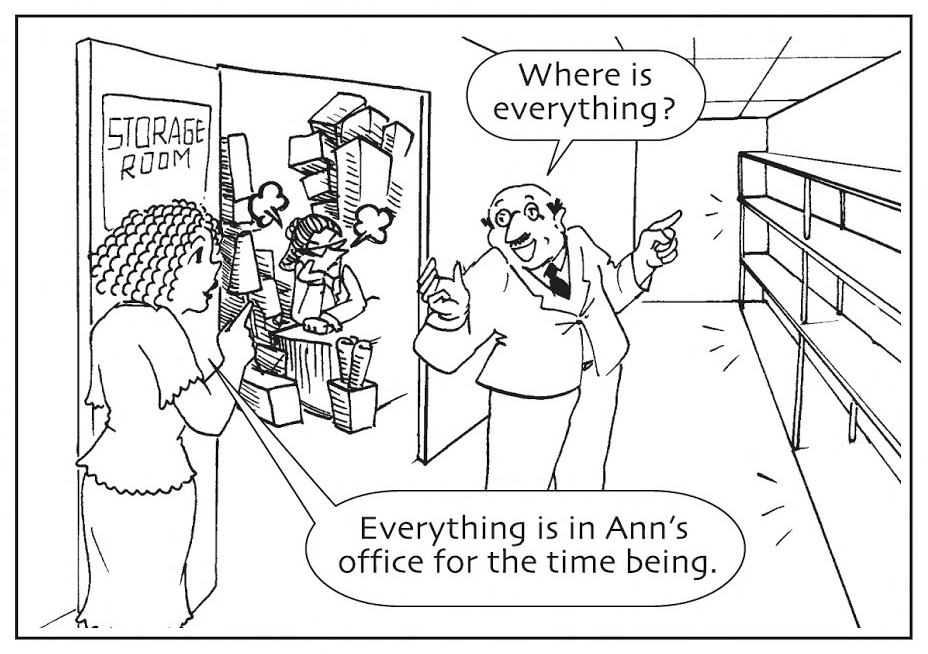 STORAGE
ROOM
Where is
everything?
Everything is in Ann's
office for the time being.